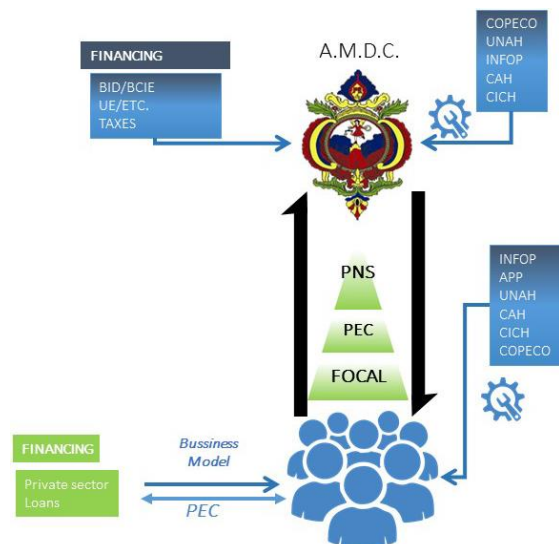 A.M.D.C.
FINANCING
BID/BCIE
UE/ETC.
TAXES
COPECO
UNAH
INFOP
CAH
CICH
PNS
PEC
FOCAL
INFOP
APP
UNAH
CAH
CICH
COPECO
FINANCING
Private sector
Loans
Bussiness
Model
PEC